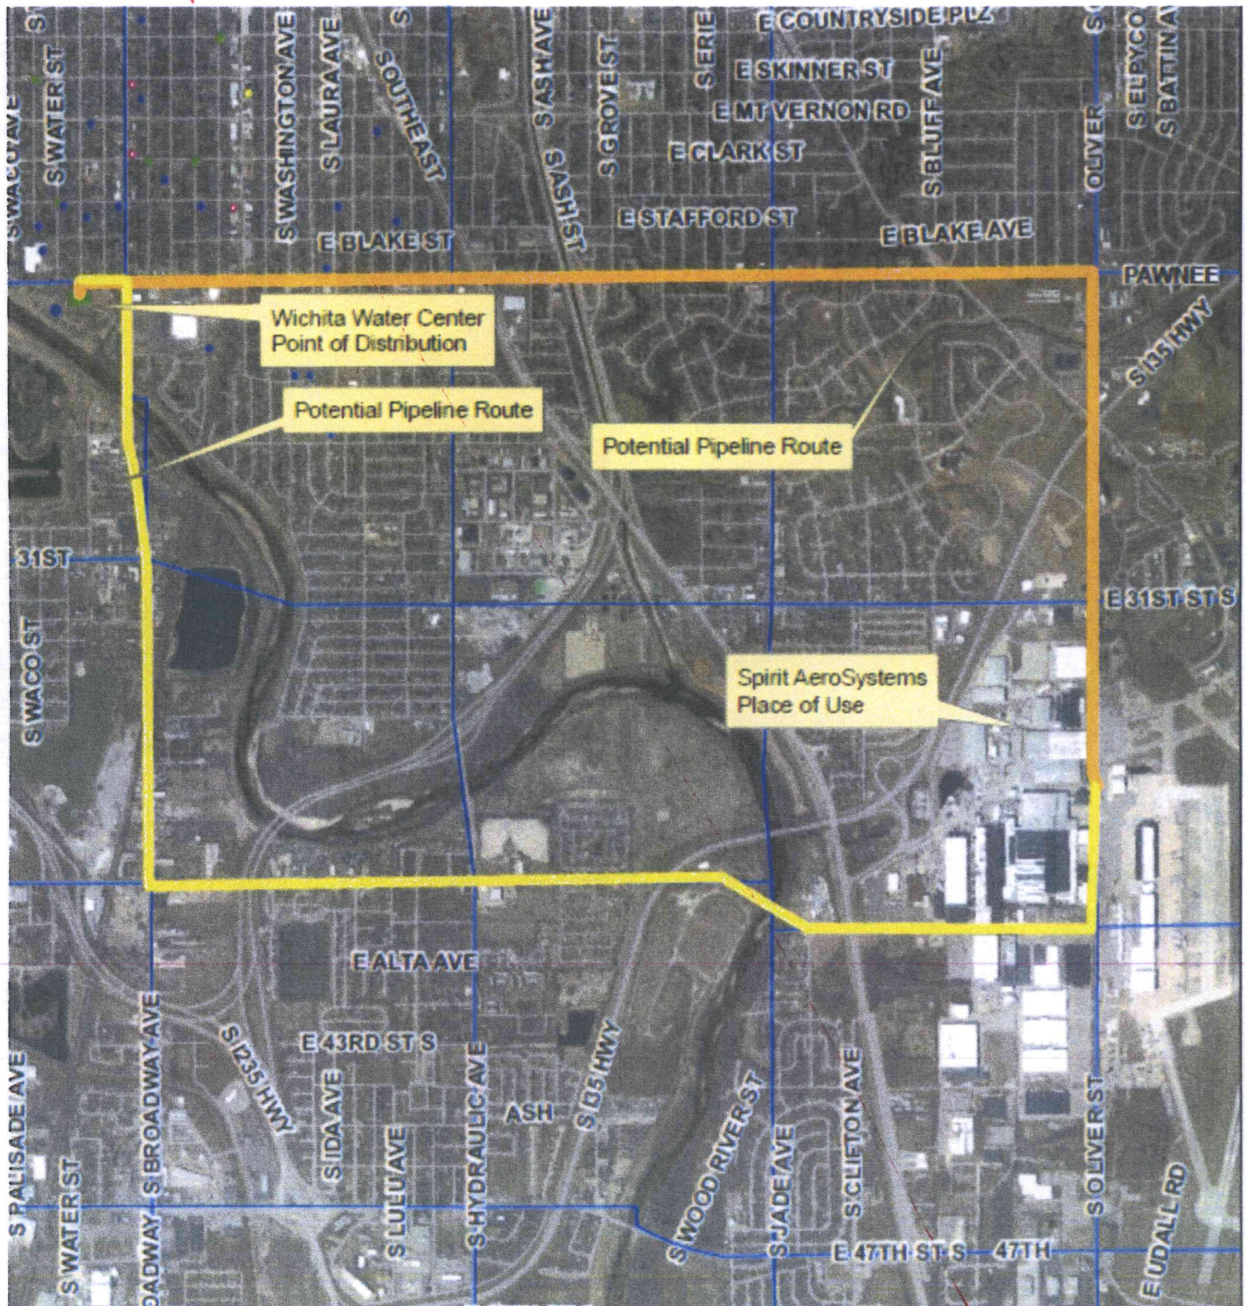 E COUNTRYSIDE PLZ
S WACO AVE
S WATER ST
S WASHINGTON AVE
S LAURA AVE
SOUTHEAST
S ASH AVE
S ASH ST
S GROVE ST
S ERIE
E SKINNER ST
E MT VERNON RD
E CLARK ST
S BLUFF AVE
OLIVER
S ELPYCO
S BATTIN AV
E STAFFORD ST
E BLAKE ST
E BLAKE AVE
PAWNEE
S I35 HWY
Wichita Water Center
Point of Distribution
Potential Pipeline Route
Potential Pipeline Route
31ST
E 31ST ST S
S WACO ST
Spirit AeroSystems
Place of Use
E ALTA AVE
S PALISADE AVE
S WATER ST
OADWAY
S BROADWAY AVE
S I235 HWY
E 43RD ST S
S IDA AVE
S LULU AVE
S HYDRAULIC AVE
ASH
S I35 HWY
S WOOD RIVER ST
S JADE AVE
S CLIFTON AVE
S OLIVER ST
E UDALL RD
E 47TH ST S
47TH